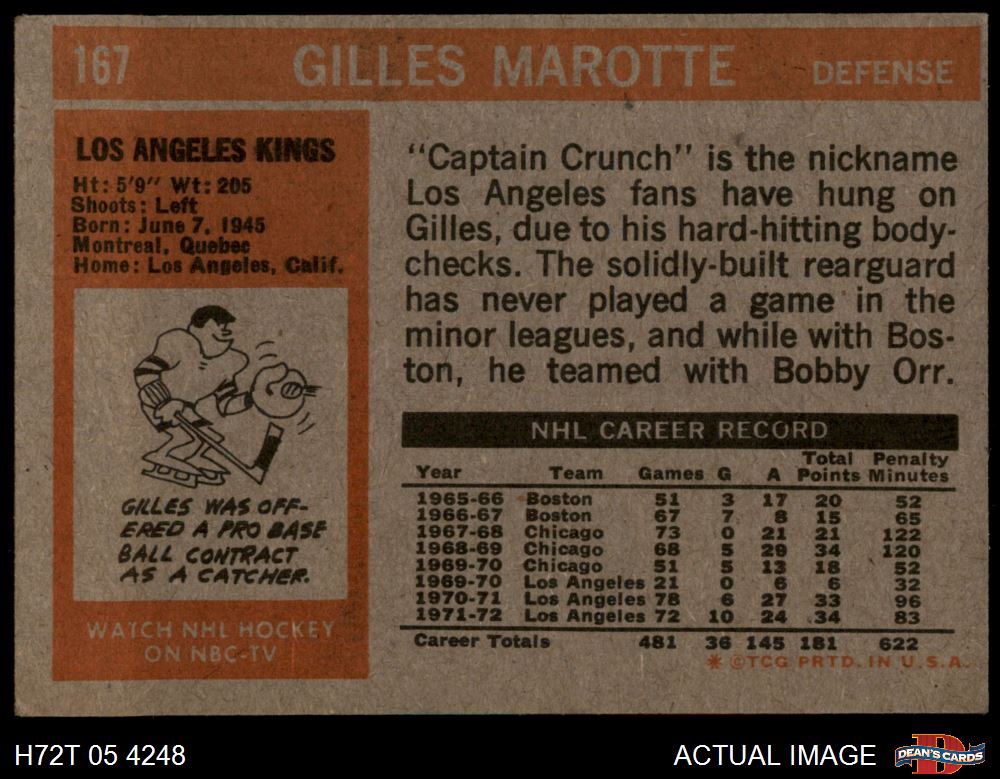 167 GILLES MAROTTE DEFENSE
LOS ANGELES KINGS
Ht: 5'9″ Wt: 205
Shoots: Left
Born: June 7, 1945
Montreal, Quebec
Home: Los Angeles, Calif.
GILLES WAS OFF-
ERED A PRO BASE
BALL CONTRACT
AS A CATCHER.
WATCH NHL HOCKEY
ON NBC-TV
"Captain Crunch" is the nickname
Los Angeles fans have hung on
Gilles, due to his hard-hitting body-
checks. The solidly-built rearguard
has never played a game in the
minor leagues, and while with Bos-
ton, he teamed with Bobby Orr.
NHL CAREER RECORD
Total Penalty
Year Team Games G A Points Minutes
1965-66 Boston 51 3 17 20 52
1966-67 Boston 67 7 8 15 65
1967-68 Chicago 73 0 21 21 122
1968-69 Chicago 68 5 29 34 120
1969-70 Chicago 51 5 13 18 52
1969-70 Los Angeles 21 0 6 6 32
1970-71 Los Angeles 78 6 27 33 96
1971-72 Los Angeles 72 10 24 34 83
Career Totals 481 36 145 181 622
* ©TCG PRTD. IN U.S.A.
H72T 05 4248 ACTUAL IMAGE DEAN'S CARDS